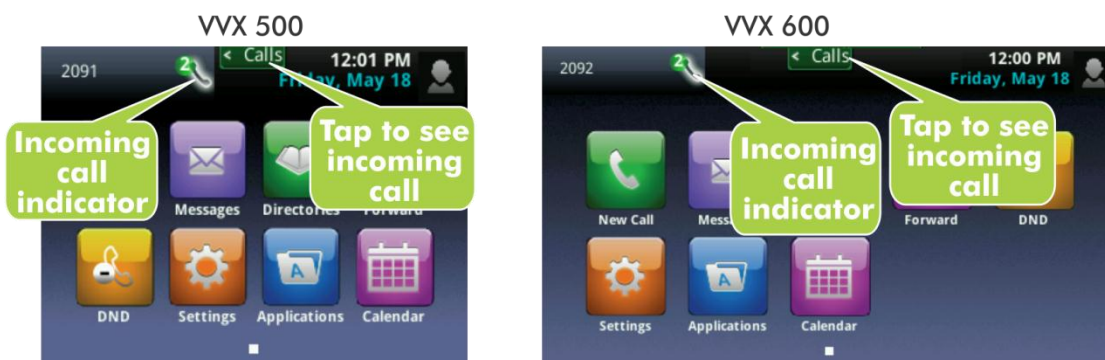 VVX 500
VVX 600
2091
2
< Calls
12:01 PM
Friday, May 18
Incoming
call
indicator
Tap to see
incoming
call
Messages
Directories
Forward
DND
Settings
Applications
Calendar
2092
2
< Calls
12:00 PM
Friday, May 18
Incoming
call
indicator
Tap to see
incoming
call
New Call
Mess
Forward
DND
Settings
Applications
Calendar